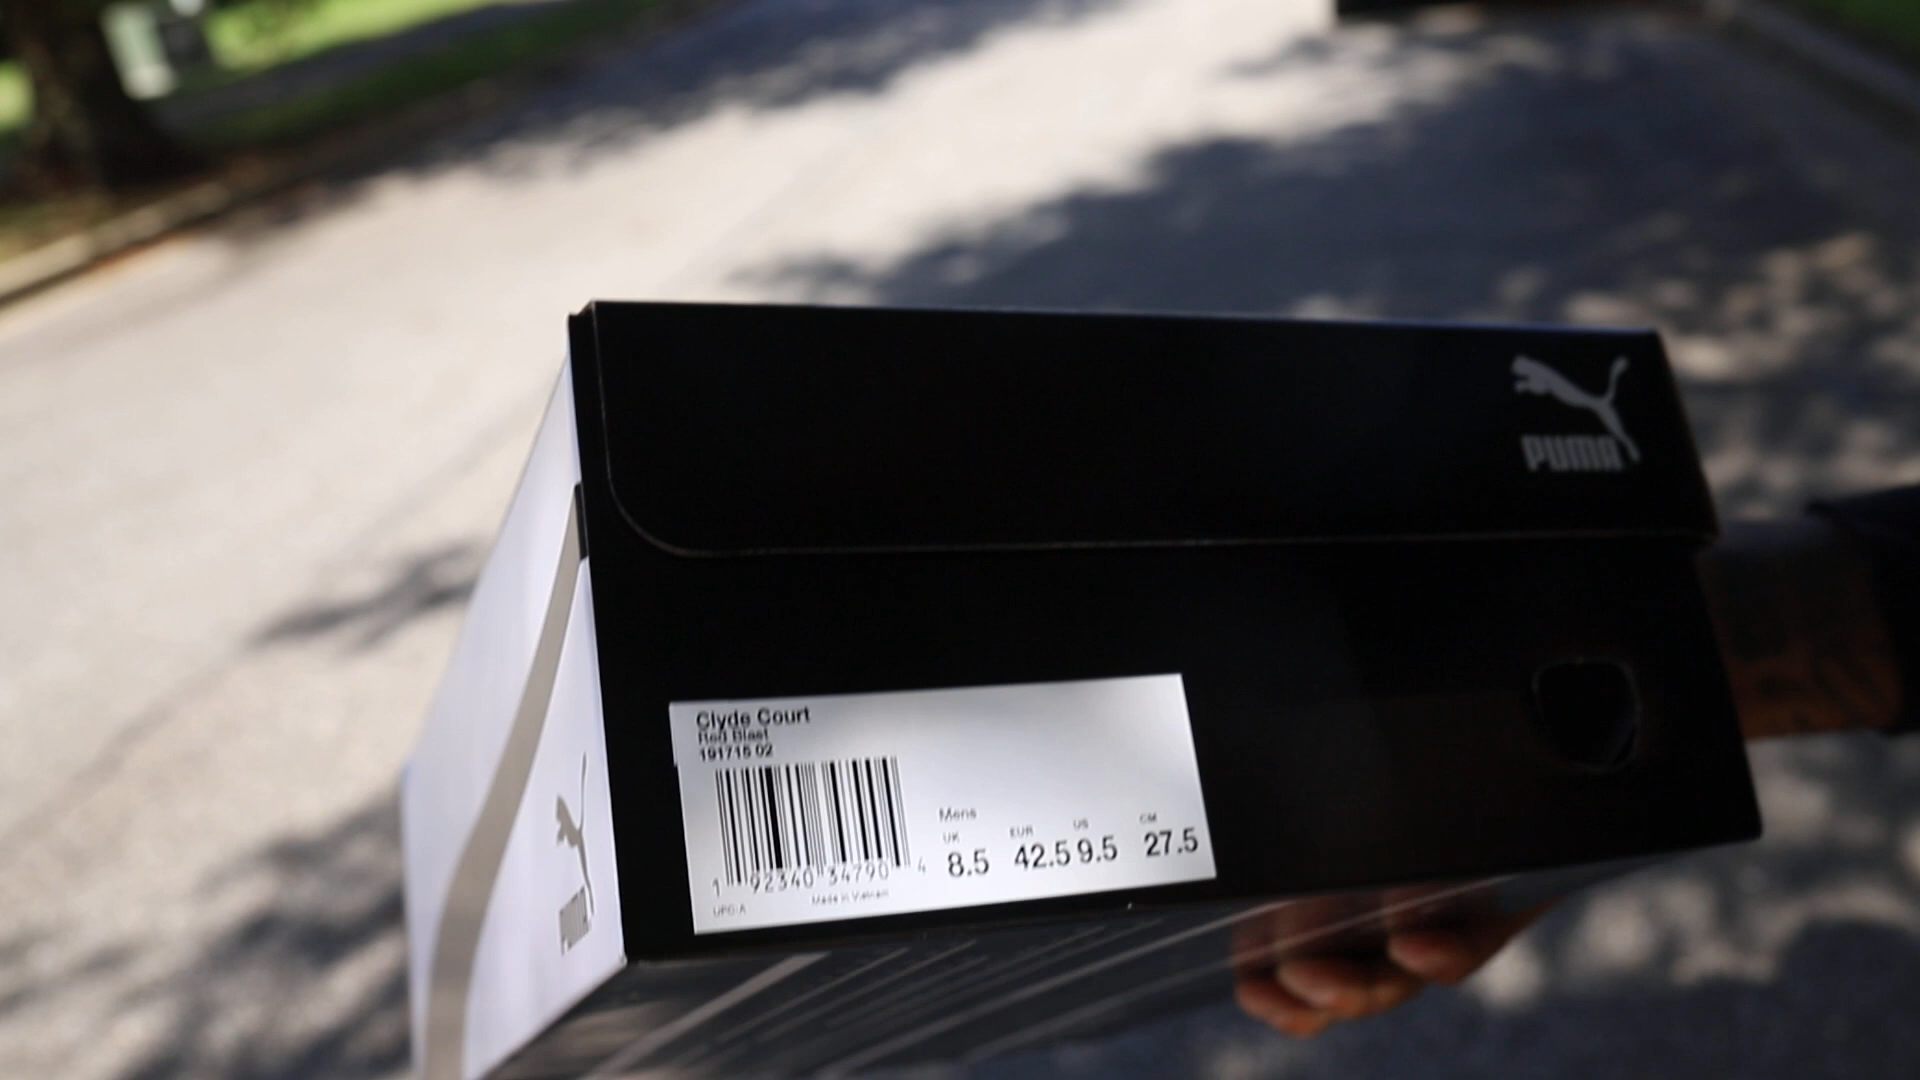 PUMA
Clyde Court
Red Blast
191715 02
Mens
UK EUR US CM
8.5 42.5 9.5 27.5
1 92340 34790 4
UPC-A Made in Vietnam
PUMA